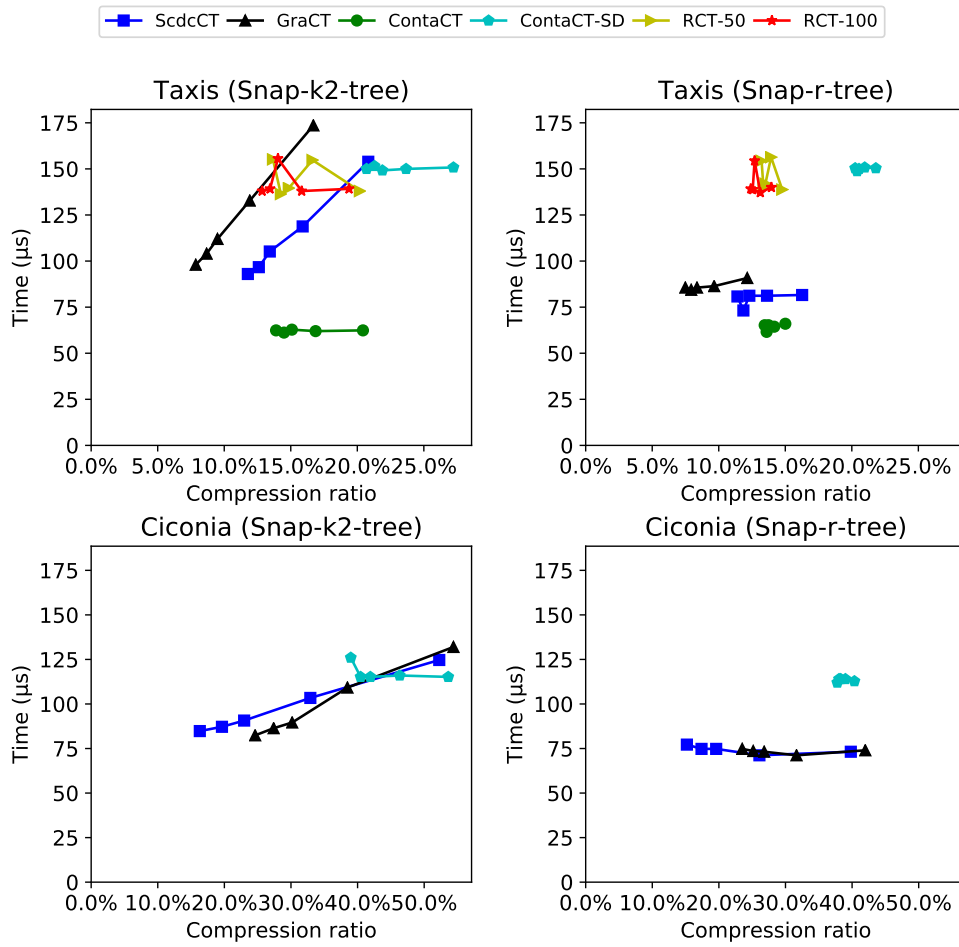 ScdcCT GraCT ContaCT ContaCT-SD RCT-50 RCT-100
Taxis (Snap-k2-tree)
175
150
125
100
75
50
25
0
Time (µs)
0.0% 5.0% 10.0% 15.0% 20.0% 25.0%
Compression ratio
Taxis (Snap-r-tree)
175
150
125
100
75
50
25
0
Time (µs)
0.0% 5.0% 10.0% 15.0% 20.0% 25.0%
Compression ratio
Ciconia (Snap-k2-tree)
175
150
125
100
75
50
25
0
Time (µs)
0.0% 10.0% 20.0% 30.0% 40.0% 50.0%
Compression ratio
Ciconia (Snap-r-tree)
175
150
125
100
75
50
25
0
Time (µs)
0.0% 10.0% 20.0% 30.0% 40.0% 50.0%
Compression ratio